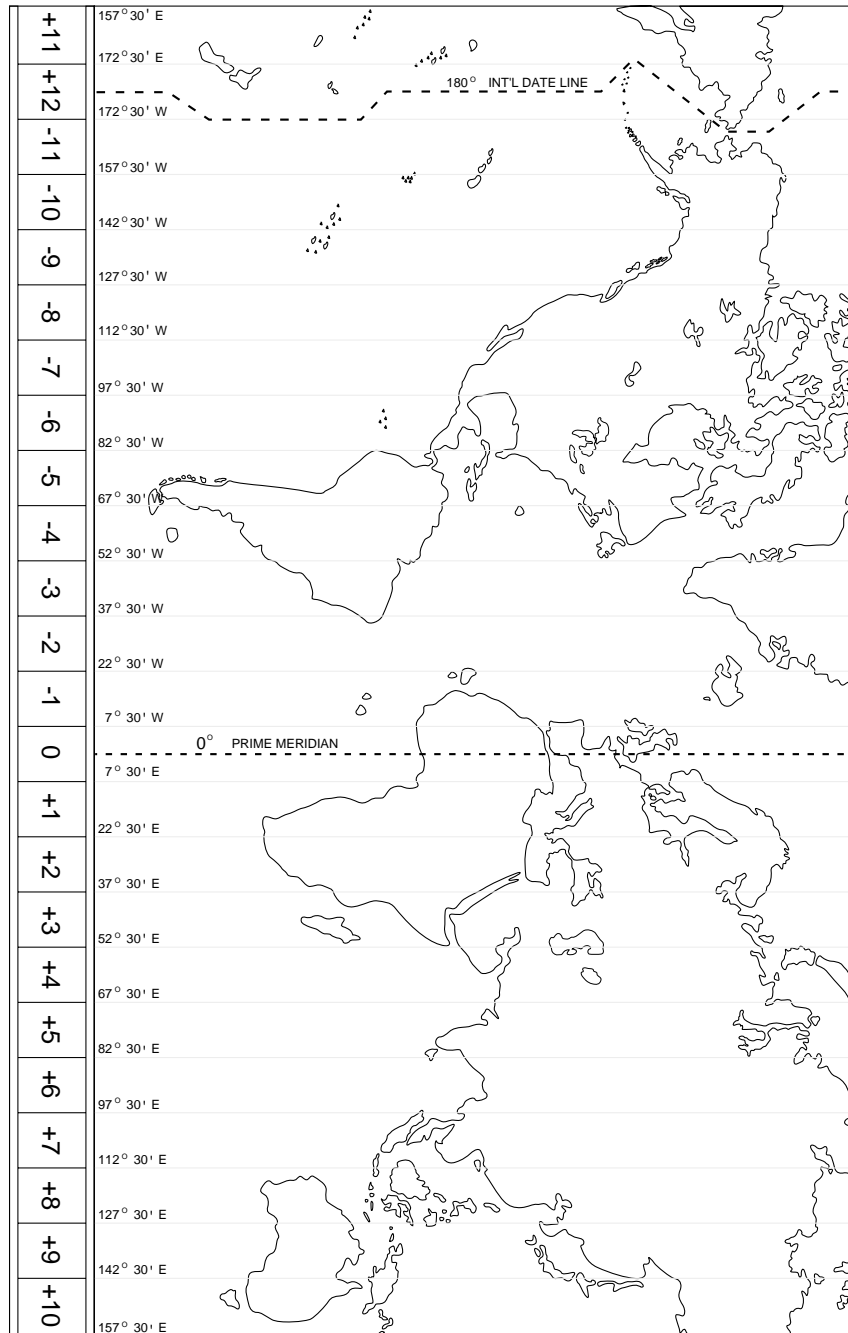 +11
+12
-11
-10
-9
-8
-7
-6
-5
-4
-3
-2
-1
0
+1
+2
+3
+4
+5
+6
+7
+8
+9
+10
157° 30' E
172° 30' E
172° 30' W
157° 30' W
142° 30' W
127° 30' W
112° 30' W
97° 30' W
82° 30' W
67° 30' W
52° 30' W
37° 30' W
22° 30' W
7° 30' W
7° 30' E
22° 30' E
37° 30' E
52° 30' E
67° 30' E
82° 30' E
97° 30' E
112° 30' E
127° 30' E
142° 30' E
157° 30' E
180° INT'L DATE LINE
0° PRIME MERIDIAN